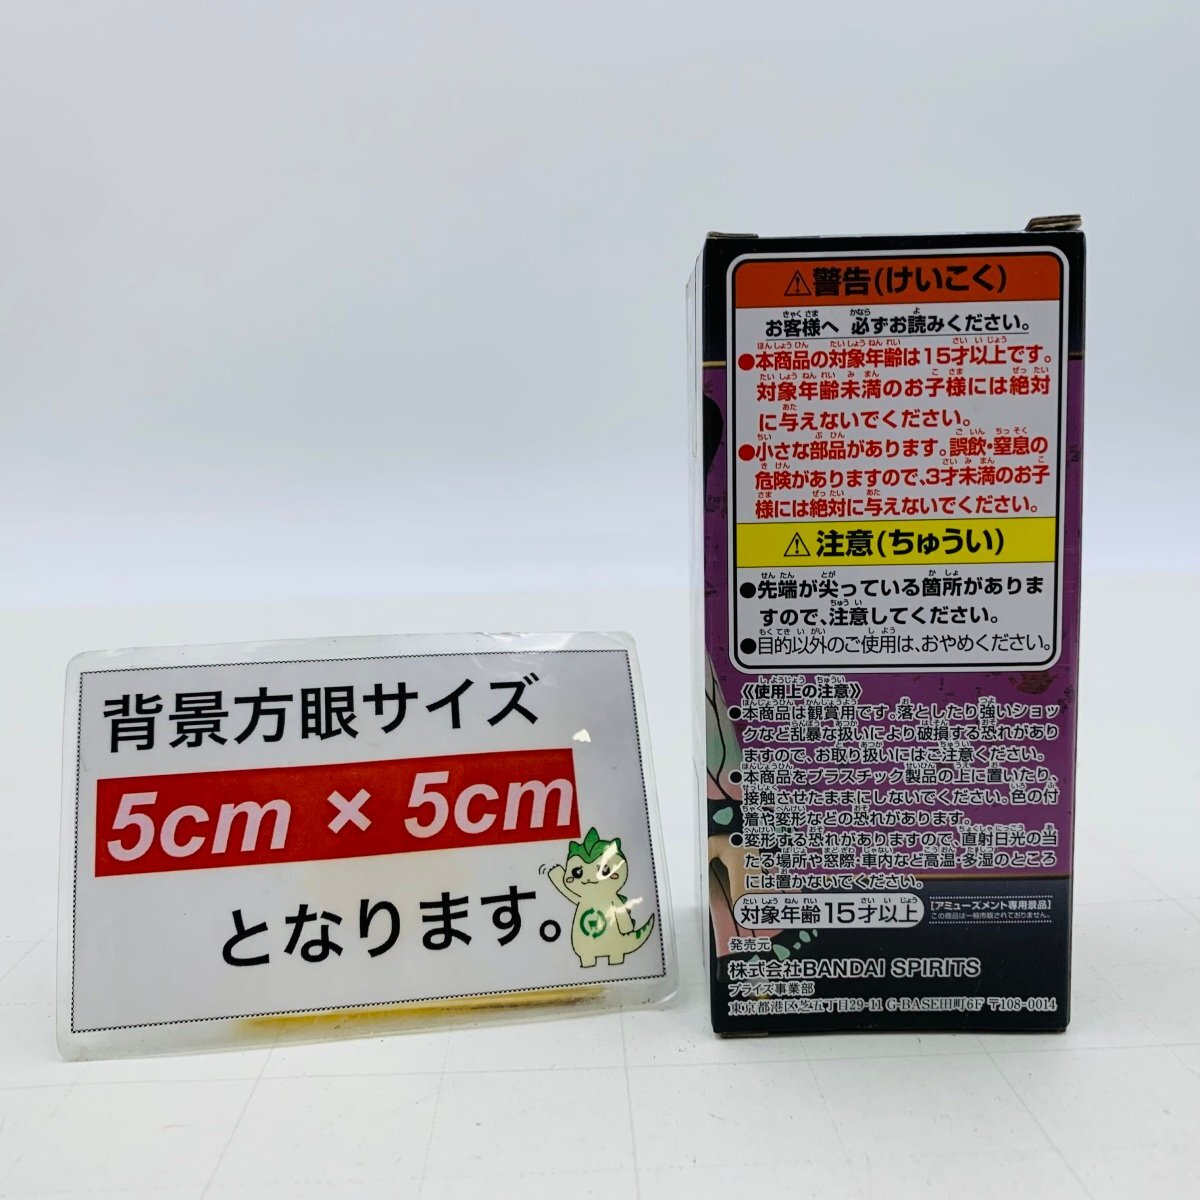 背景方眼サイズ
5cm × 5cm
となります。
⚠警告(けいこく)
お客様へ 必ずお読みください。
●本商品の対象年齢は15才以上です。
対象年齢未満のお子様には絶対
に与えないでください。
●小さな部品があります。誤飲・窒息の
危険がありますので、3才未満のお子
様には絶対に与えないでください。
⚠注意(ちゅうい)
●先端が尖っている箇所がありま
すので、注意してください。
●目的以外のご使用は、おやめください。
《使用上の注意》
●本商品は観賞用です。落としたり強いショッ
クなど乱暴な扱いにより破損する恐れがあり
ますので、お取り扱いにはご注意ください。
●本商品をプラスチック製品の上に置いたり、
接触させたままにしないでください。色の付
着や変形などの恐れがあります。
●変形する恐れがありますので、直射日光の当
たる場所や窓際・車内など高温・多湿のところ
には置かないでください。
対象年齢15才以上
【アミューズメント専用景品】
この商品は一般市販されておりません。
発売元
株式会社BANDAI SPIRITS
プライズ事業部
東京都港区芝五丁目29-11 G-BASE田町6F 〒108-0014